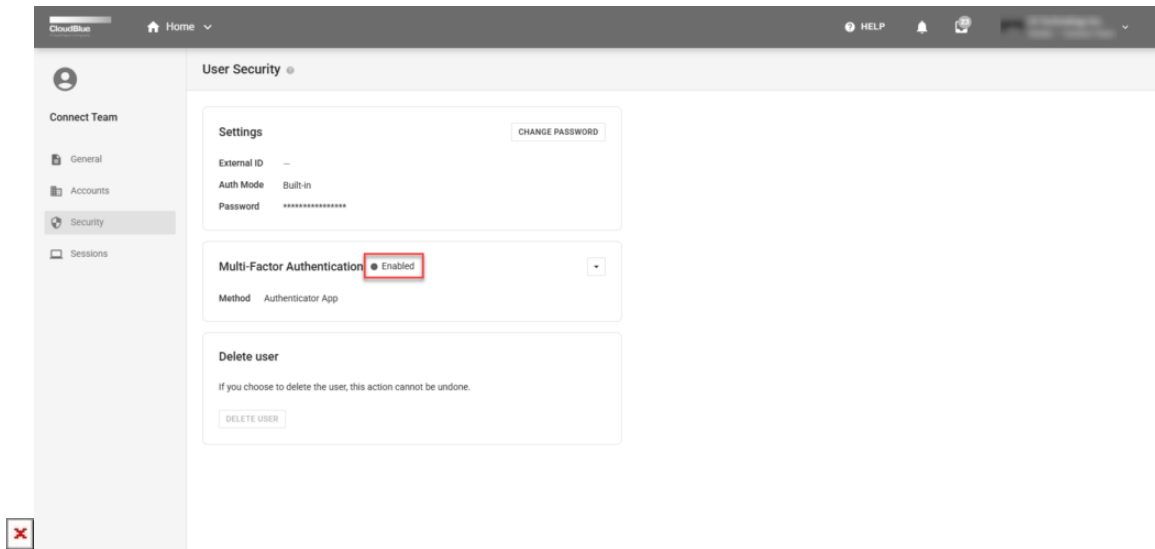 CloudBlue
Home
HELP
User Security
Connect Team
General
Accounts
Security
Sessions
Settings
CHANGE PASSWORD
External ID –
Auth Mode Built-in
Password ****************
Multi-Factor Authentication Enabled
Method Authenticator App
Delete user
If you choose to delete the user, this action cannot be undone.
DELETE USER